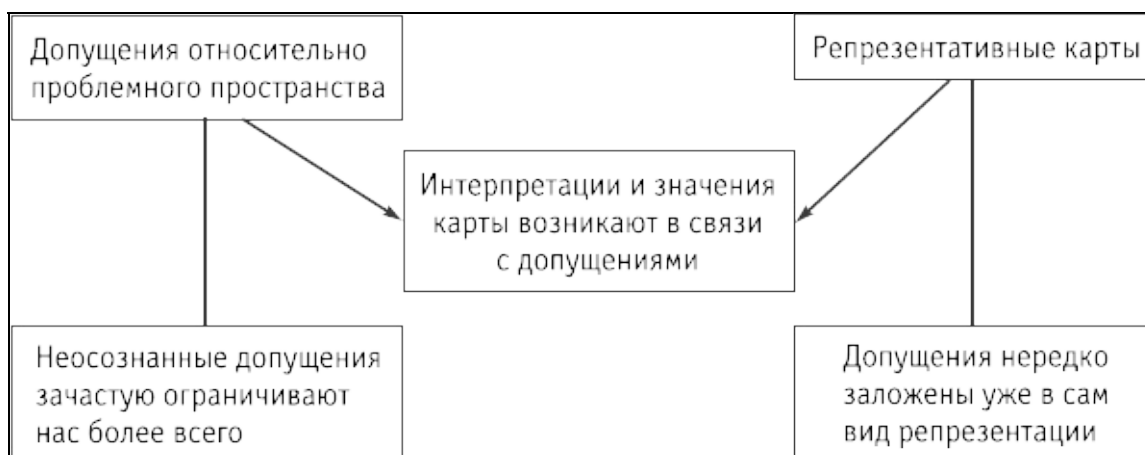 Допущения относительно
проблемного пространства
Репрезентативные карты
Интерпретации и значения
карты возникают в связи
с допущениями
Неосознанные допущения
зачастую ограничивают
нас более всего
Допущения нередко
заложены уже в сам
вид репрезентации